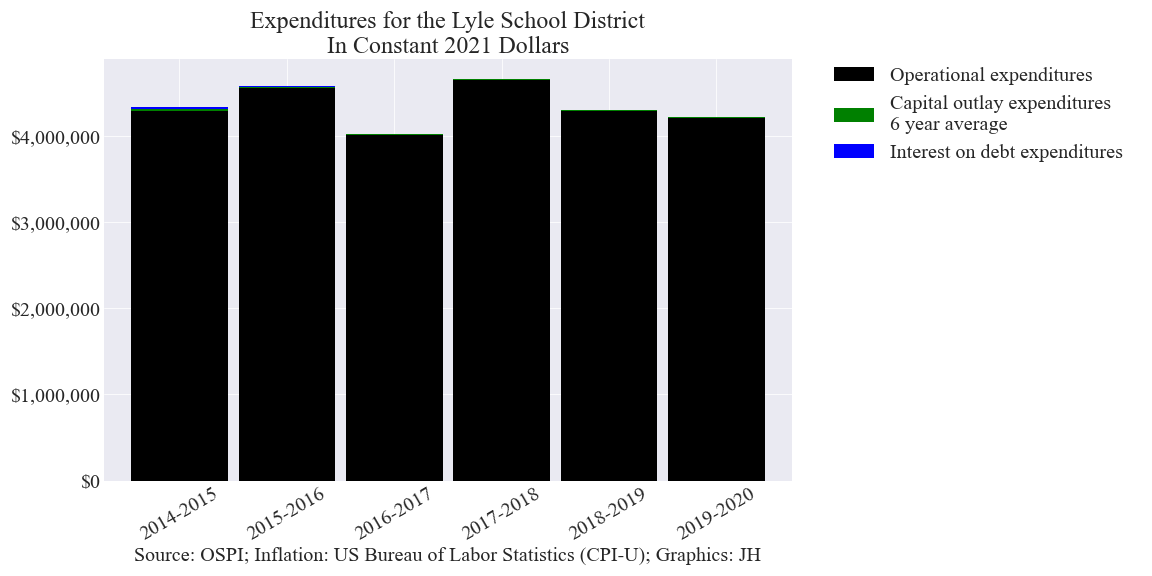 Expenditures for the Lyle School District
In Constant 2021 Dollars
Operational expenditures
Capital outlay expenditures
6 year average
Interest on debt expenditures
$4,000,000
$3,000,000
$2,000,000
$1,000,000
$0
2014-2015
2015-2016
2016-2017
2017-2018
2018-2019
2019-2020
Source: OSPI; Inflation: US Bureau of Labor Statistics (CPI-U); Graphics: JH